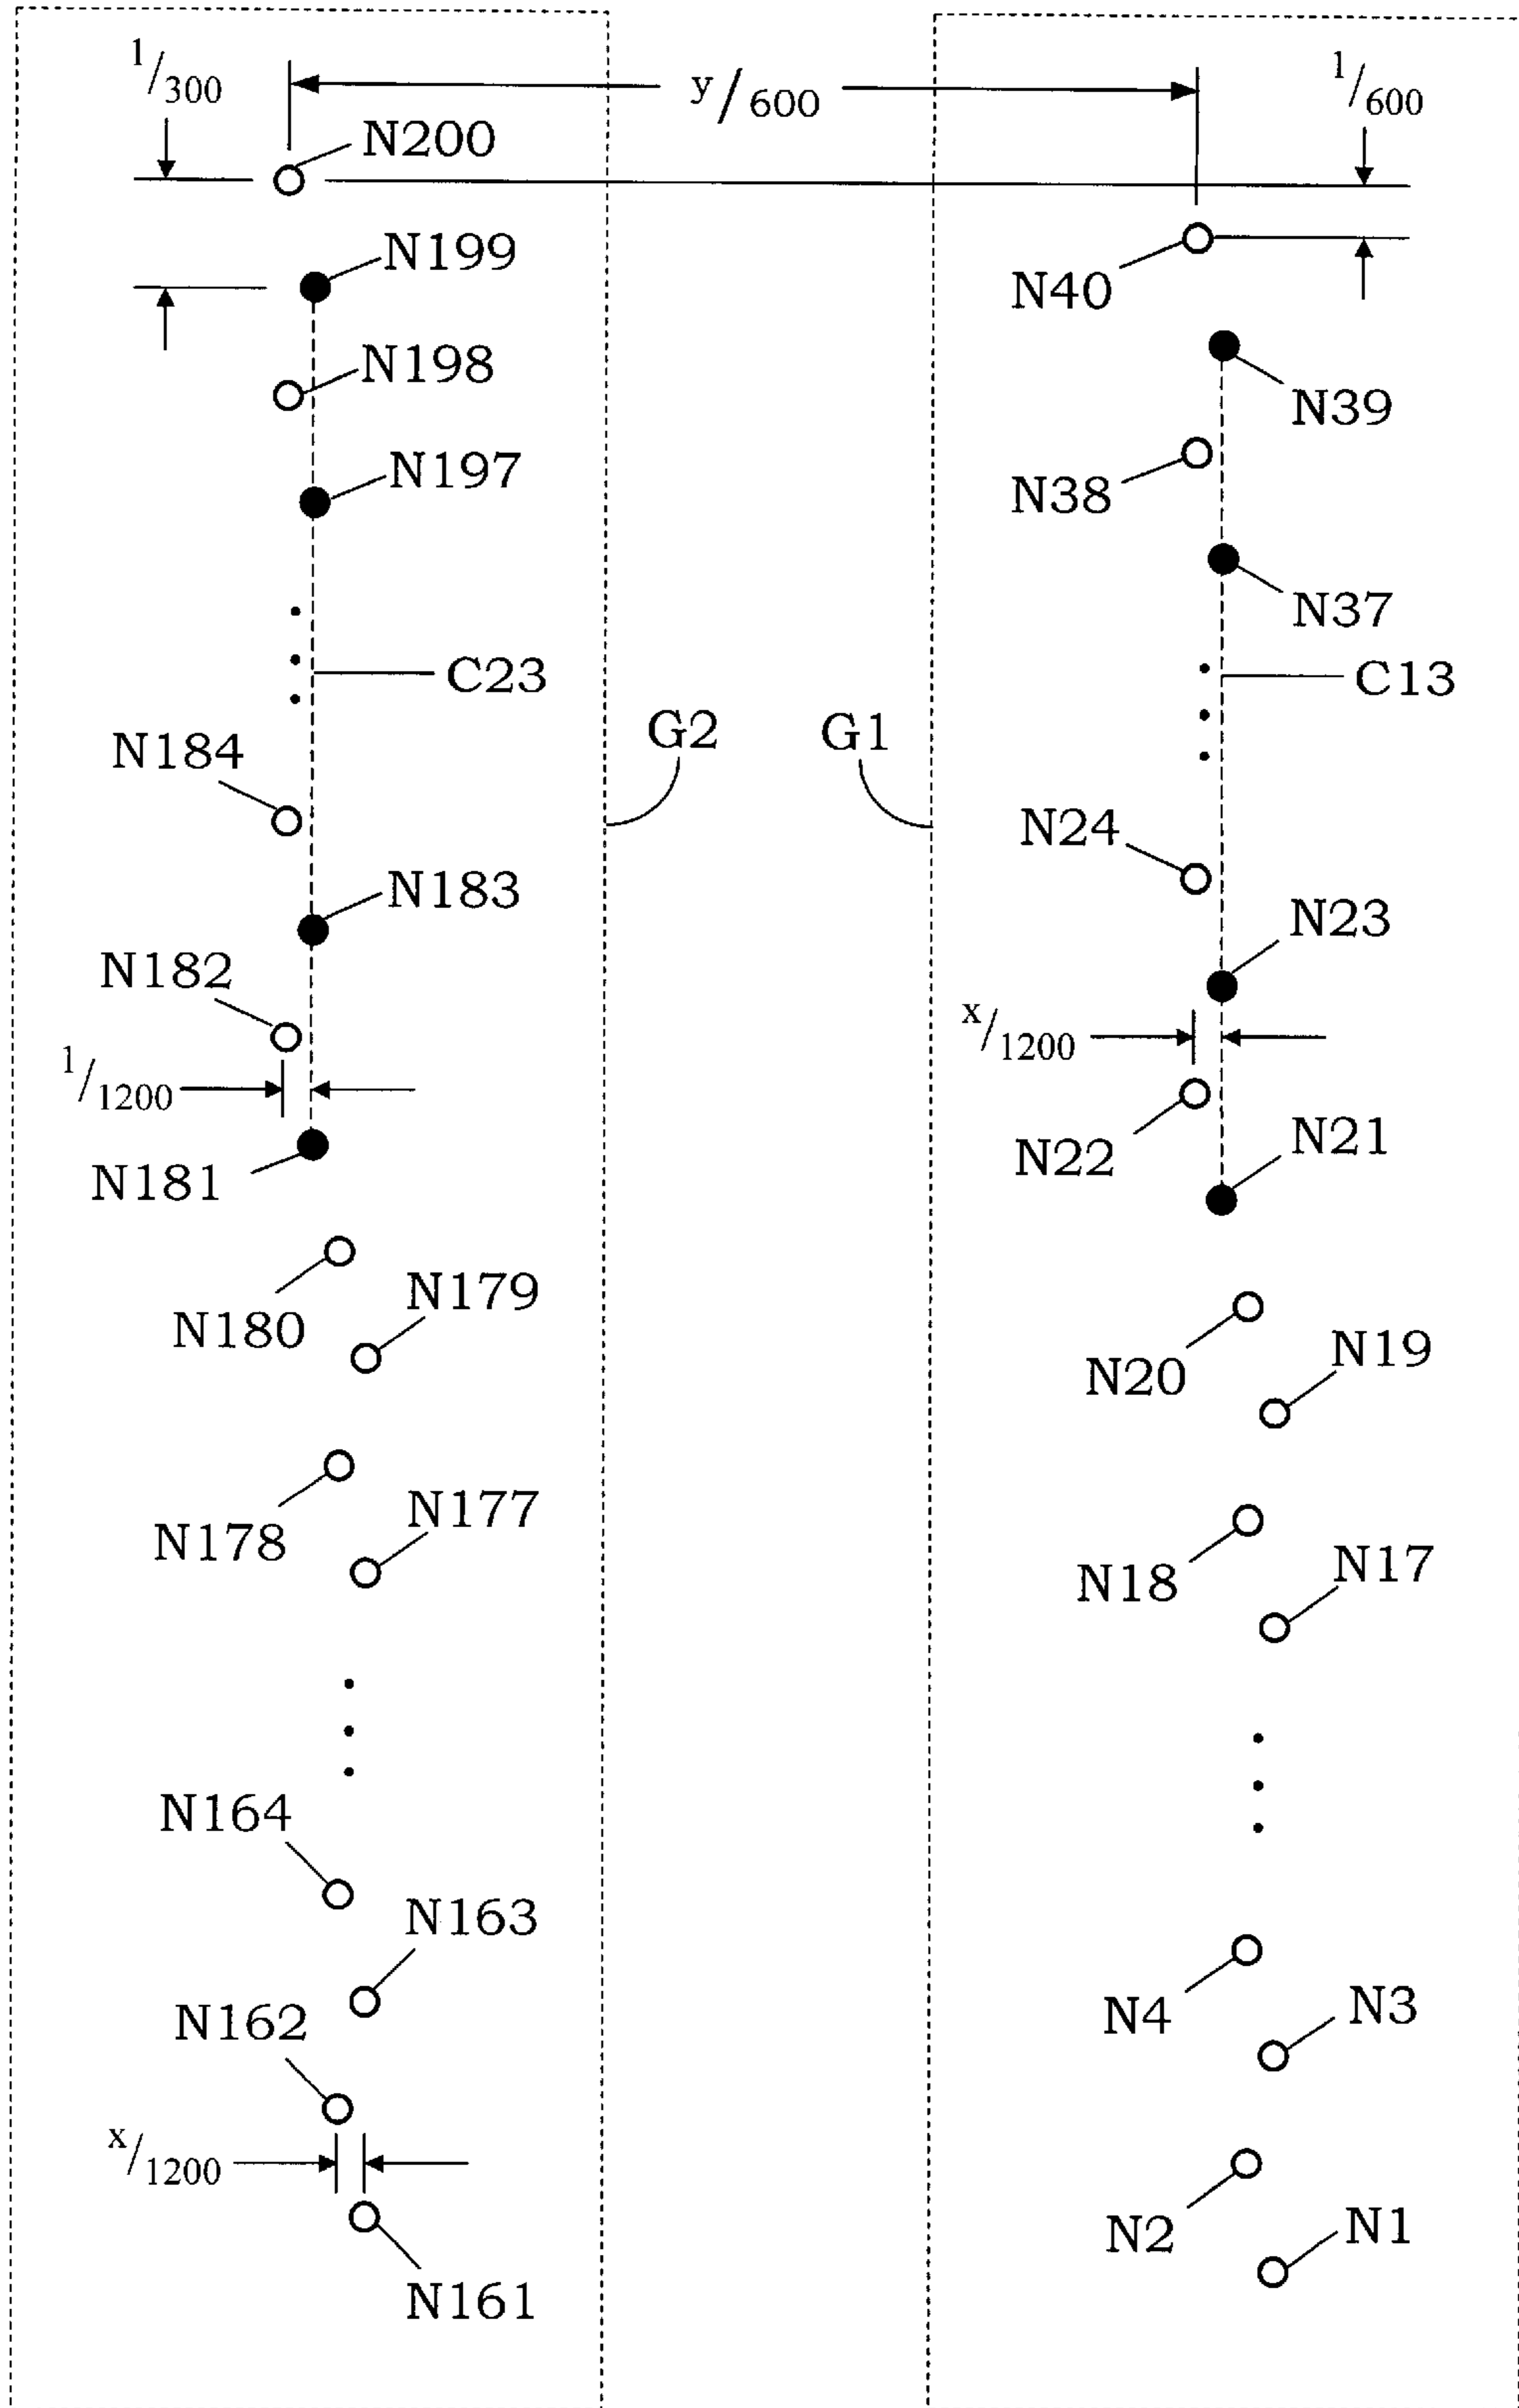 1/300
y/600
1/600
N200
N199
N40
N198
N39
N197
N38
N37
C23
C13
G2
G1
N184
N24
N183
N23
N182
x/1200
1/1200
N22
N21
N181
N180
N179
N20
N19
N178
N177
N18
N17
N164
N163
N162
N4
N3
x/1200
N2
N1
N161